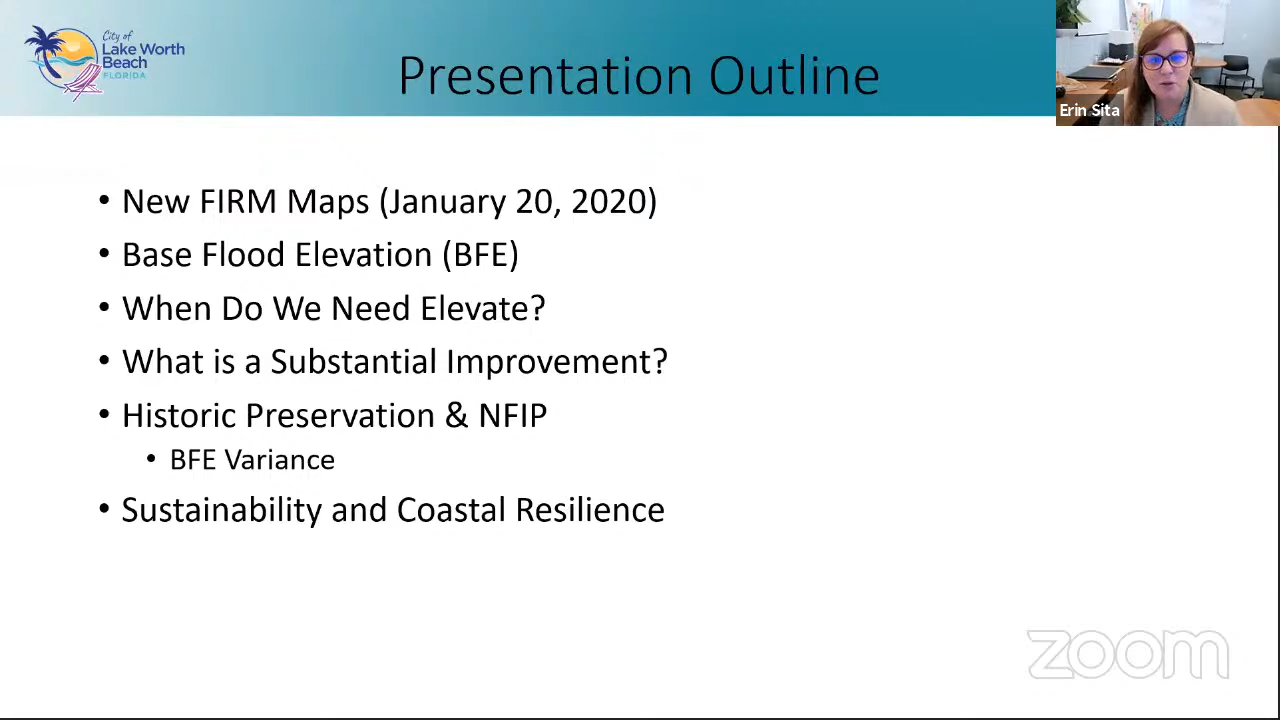 City of
Lake Worth
Beach
FLORIDA
Presentation Outline
Erin Sita
• New FIRM Maps (January 20, 2020)
• Base Flood Elevation (BFE)
• When Do We Need Elevate?
• What is a Substantial Improvement?
• Historic Preservation & NFIP
• BFE Variance
• Sustainability and Coastal Resilience
zoom